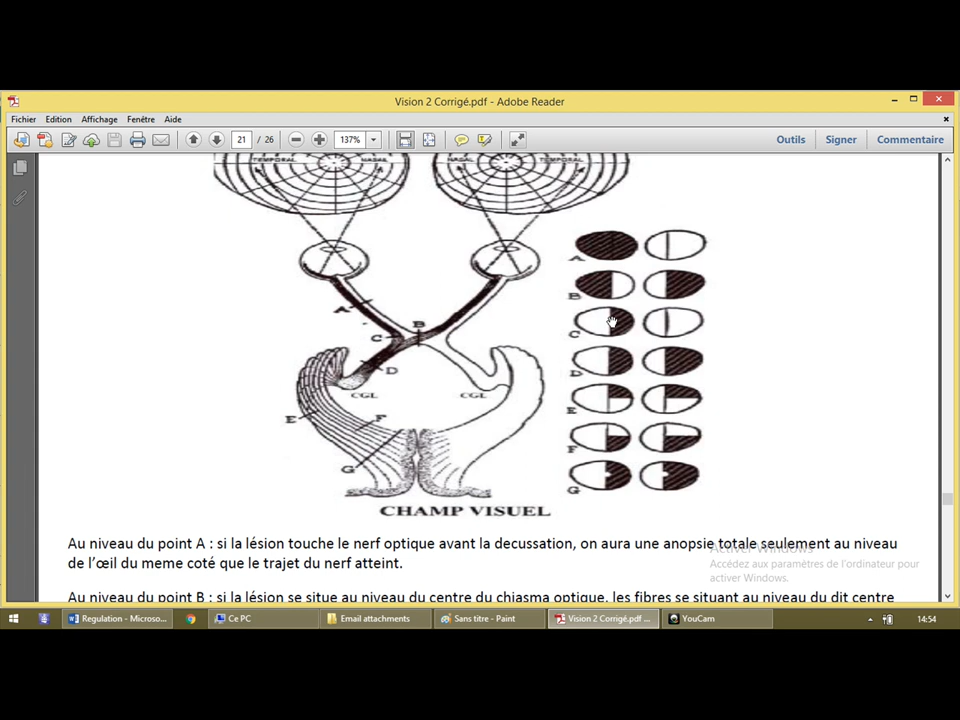 Vision 2 Corrigé.pdf - Adobe Reader
Fichier Edition Affichage Fenêtre Aide
21 / 26 137% Outils Signer Commentaire
TEMPORAL NASAL NASAL TEMPORAL
A
B
A
B
C
C
D
D
CGL CGL
E
E
F
F
G
G
CHAMP VISUEL
Au niveau du point A : si la lésion touche le nerf optique avant la decussation, on aura une anopsie totale seulement au niveau
de l’œil du meme coté que le trajet du nerf atteint.
Activer Windows
Accédez aux paramètres de l'ordinateur pour
activer Windows.
Au niveau du point B : si la lésion se situe au niveau du centre du chiasma optique, les fibres se situant au niveau du dit centre
Regulation - Microso... Ce PC Email attachments Sans titre - Paint Vision 2 Corrigé.pdf ... YouCam 14:54